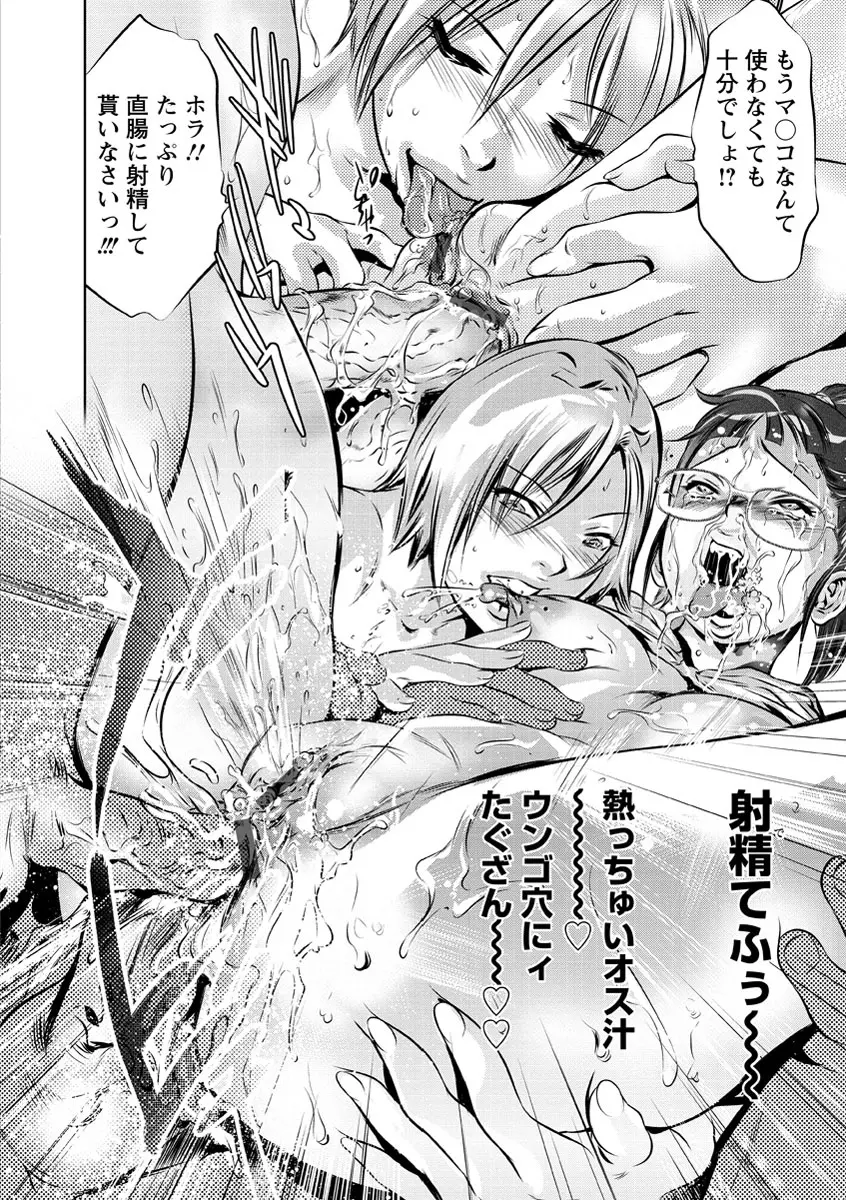 もうマ〇コなんて
使わなくても
十分でしょ!?
ホラ!!
たっぷり
直腸に射精して
貰いなさいっ!!!
射精てふぅ〜〜〜〜
熱っちゅいオス汁
〜〜〜〜♡
ウンゴ穴にィ
たぐざん〜〜〜♡♡